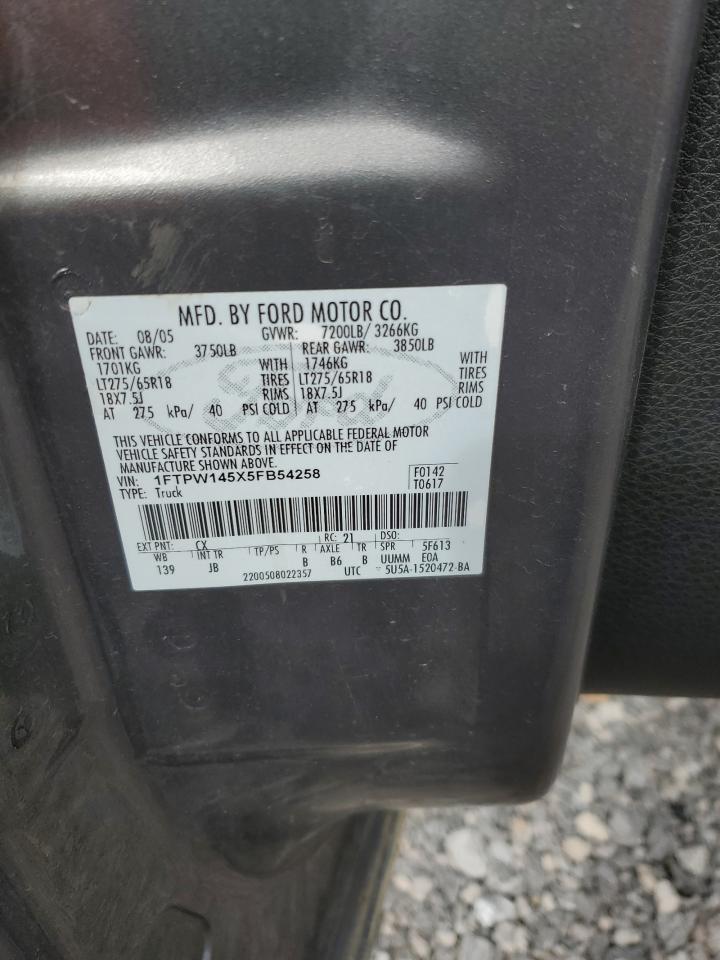 MFD. BY FORD MOTOR CO.
DATE: 08/05 GVWR: 7200LB/ 3266KG
FRONT GAWR: 3750LB REAR GAWR: 3850LB
1701KG WITH 1746KG WITH
LT275/65R18 TIRES LT275/65R18 TIRES
18X7.5J RIMS 18X7.5J RIMS
AT 275 kPa/ 40 PSI COLD AT 275 kPa/ 40 PSI COLD
Ford
THIS VEHICLE CONFORMS TO ALL APPLICABLE FEDERAL MOTOR
VEHICLE SAFETY STANDARDS IN EFFECT ON THE DATE OF
MANUFACTURE SHOWN ABOVE.
VIN: 1FTPW145X5FB54258 F0142
TYPE: Truck T0617
EXT PNT: CX RC: 21 DSO:
WB INT TR TP/PS R AXLE TR SPR 5F613
139 JB B B6 B UUMM E0A
2200508022357 UTC 5U5A-1520472-BA